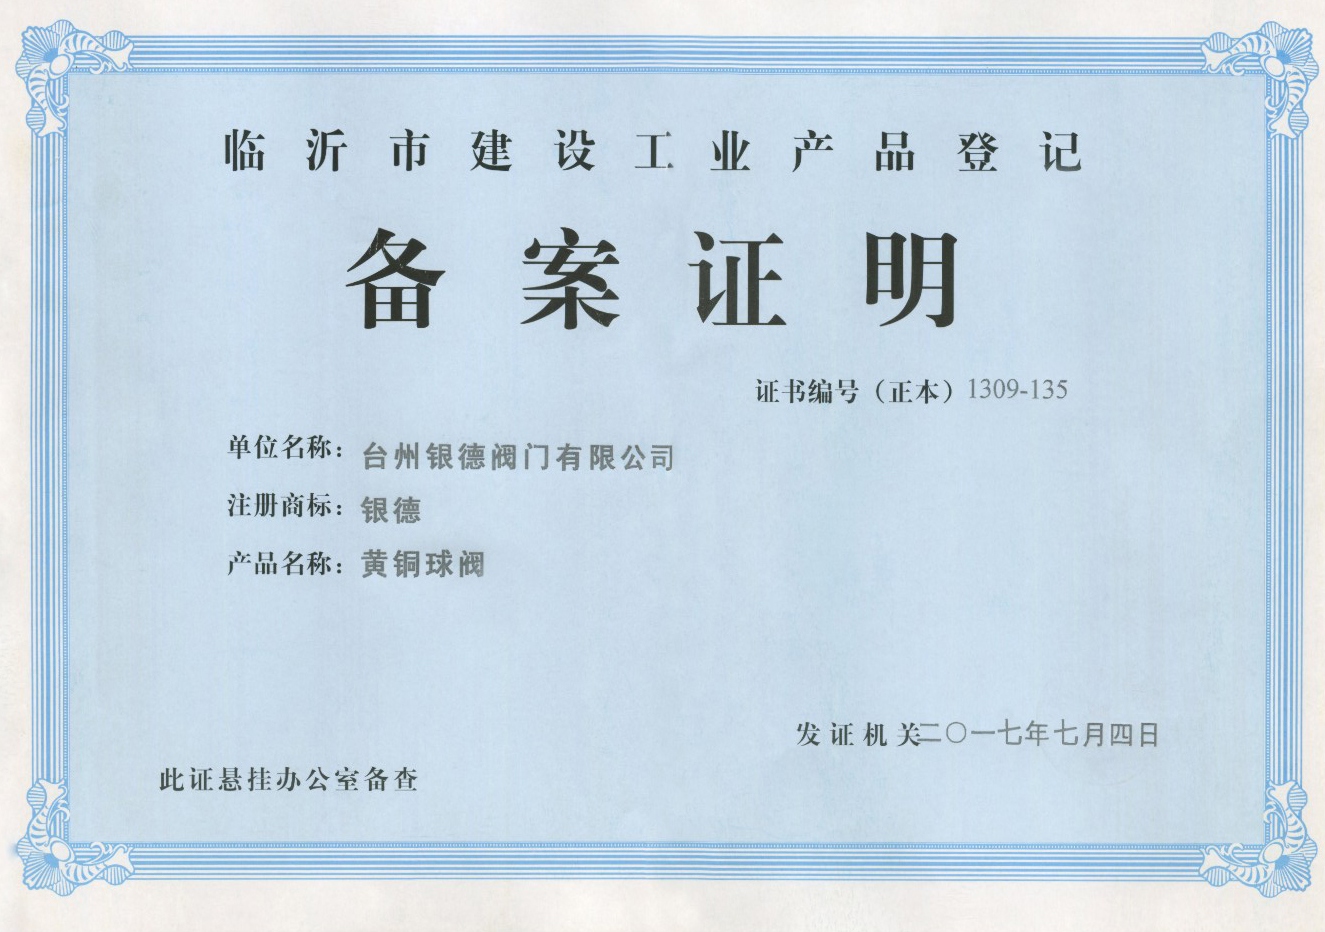 临沂市建设工业产品登记
备案证明
证书编号（正本）1309-135
单位名称：台州银德阀门有限公司
注册商标：银德
产品名称：黄铜球阀
发证机关二〇一七年七月四日
此证悬挂办公室备查